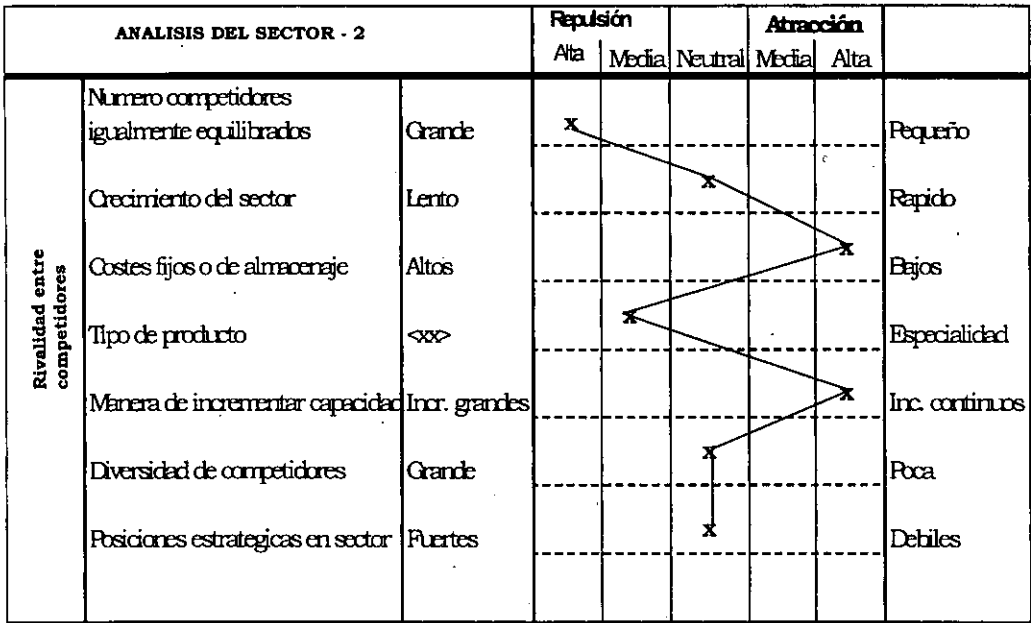 ANALISIS DEL SECTOR - 2
Repulsión Atracción
Alta Media Neutral Media Alta
Rivalidad entre
competidores
Numero competidores
igualmente equilibrados Grande x Pequeño
Crecimiento del sector Lento x Rapido
Costes fijos o de almacenaje Altos x Bajos
Tipo de producto <xx> x Especialidad
Manera de incrementar capacidad Incr. grandes x Inc. continuos
Diversidad de competidores Grande x Poca
Posiciones estrategicas en sector Fuertes x Debiles